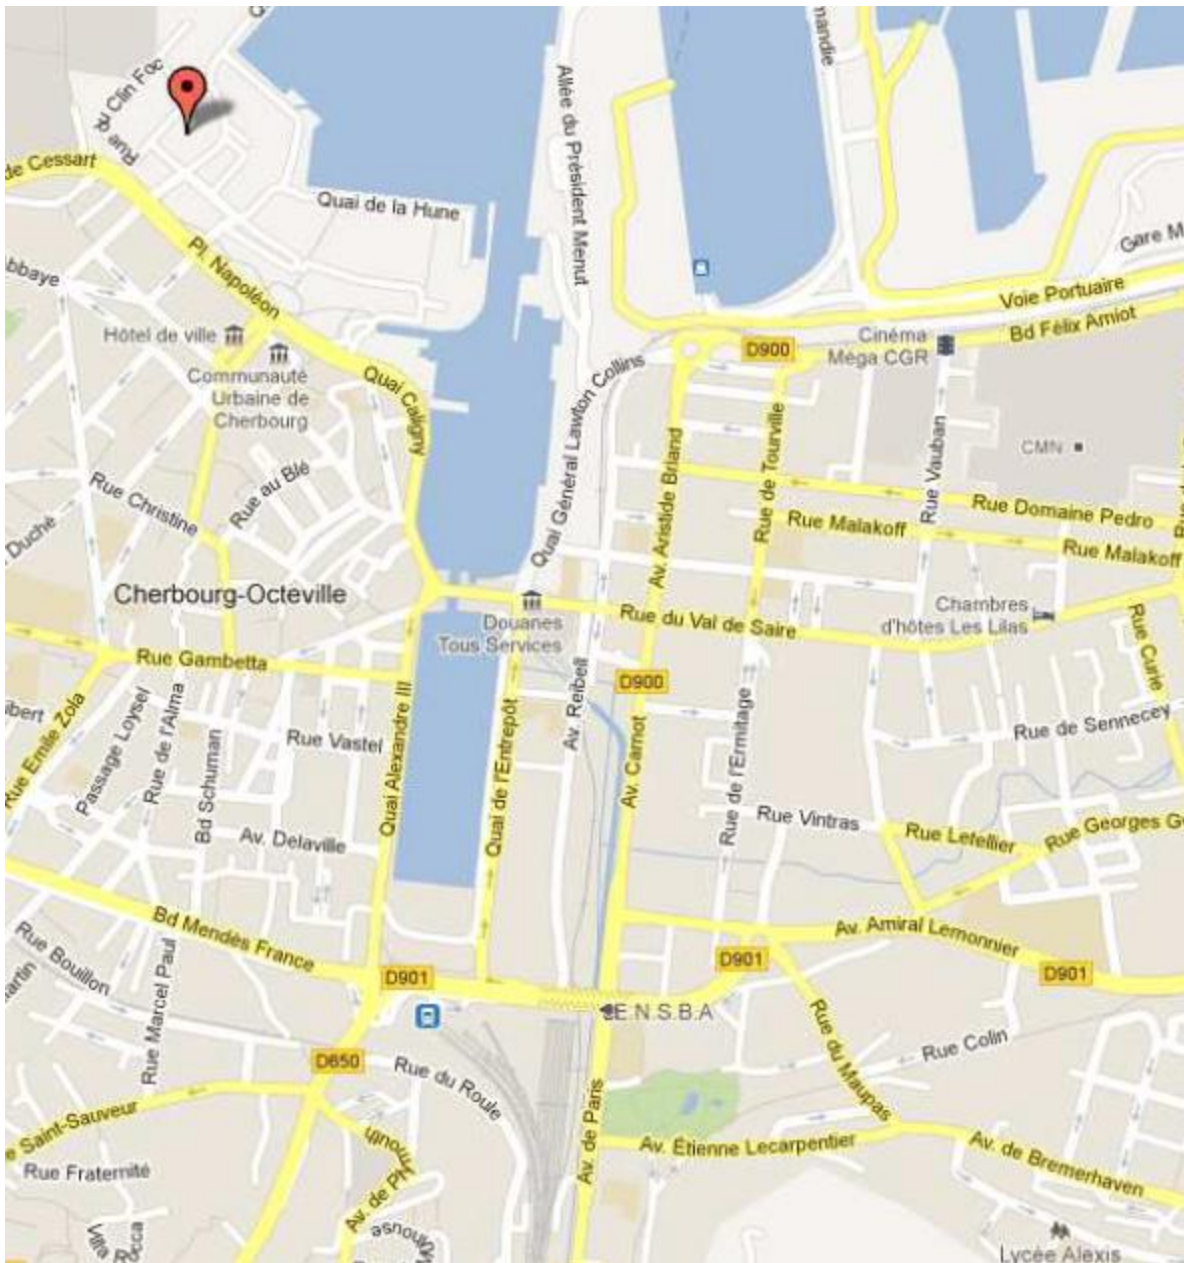 Q
mandie
Rue du Clin Foc
Allée du Président Menut
de Cessart
Quai de la Hune
Gare M
Pl. Napoléon
abbaye
Voie Portuaire
Bd Félix Amiot
Hôtel de ville
Cinéma
Méga CGR
D900
Communauté
Urbaine de
Cherbourg
Quai Caligny
Quai Général Lawton Collins
Av. Aristide Briand
Rue de Tourville
Rue Vauban
CMN
Rue Christine
Rue au Blé
Duché
Rue Domaine Pedro
Rue Malakoff
Rue Malakoff
Cherbourg-Octeville
Douanes
Tous Services
Rue du Val de Saire
Chambres
d'hôtes Les Lilas
Rue Curie
Rue Gambetta
D900
Av. Reibell
Av. Carnot
Rue de l'Ermitage
Rue de Sennecey
ibert
Rue Emile Zola
Passage Loysel
Rue de l'Alma
Bd Schuman
Rue Vastel
Quai Alexandre III
Quai de l'Entrepôt
Av. Delaville
Rue Vintras
Rue Letellier
Rue Georges G
Bd Mendès France
Av. Amiral Lemonnier
D901
D901
D901
Rue Bouillon
artin
Rue Marcel Paul
E.N.S.B.A
Rue du Maupas
Rue Colin
D650
Rue du Roule
e Saint-Sauveur
Rue Fraternité
Av. de Paris
Av. Étienne Lecarpentier
Av. de Bremerhaven
Villa Rocca
Lycée Alexis